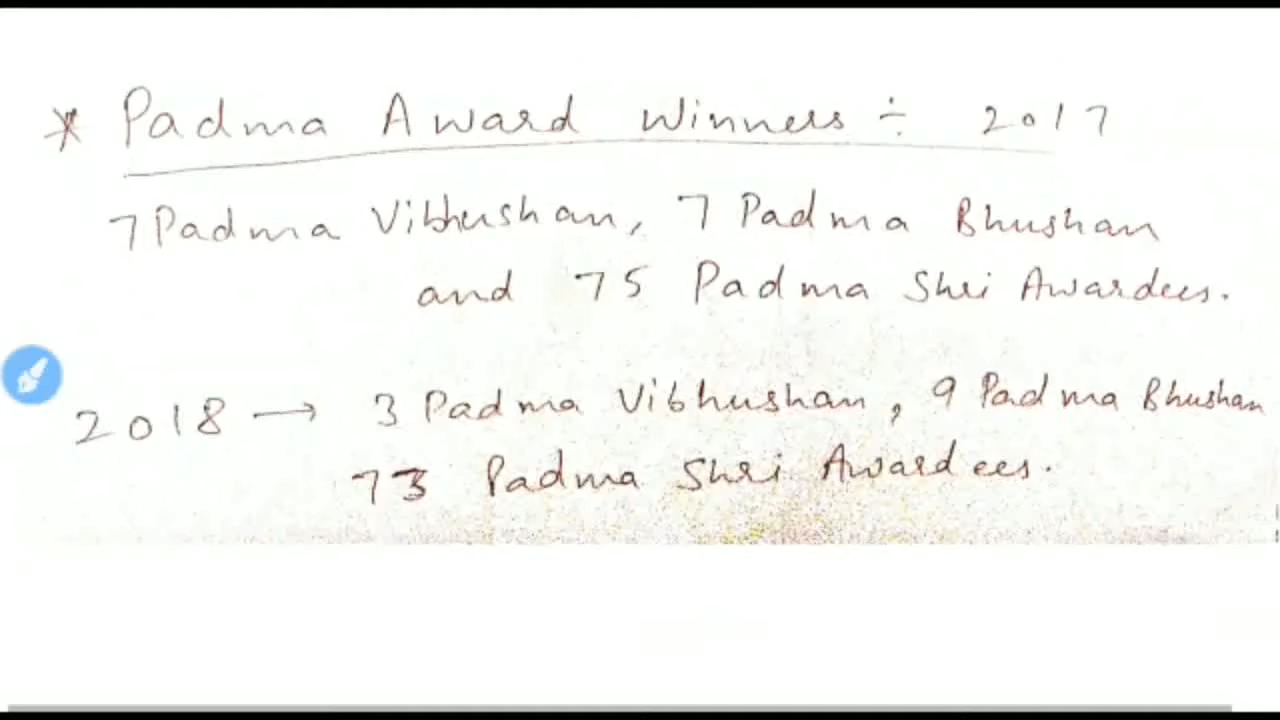 * Padma Award Winners ÷ 2017
7 Padma Vibhushan, 7 Padma Bhushan
and 75 Padma Shri Awardees.
2018 → 3 Padma Vibhushan, 9 Padma Bhushan
73 Padma Shri Awardees.